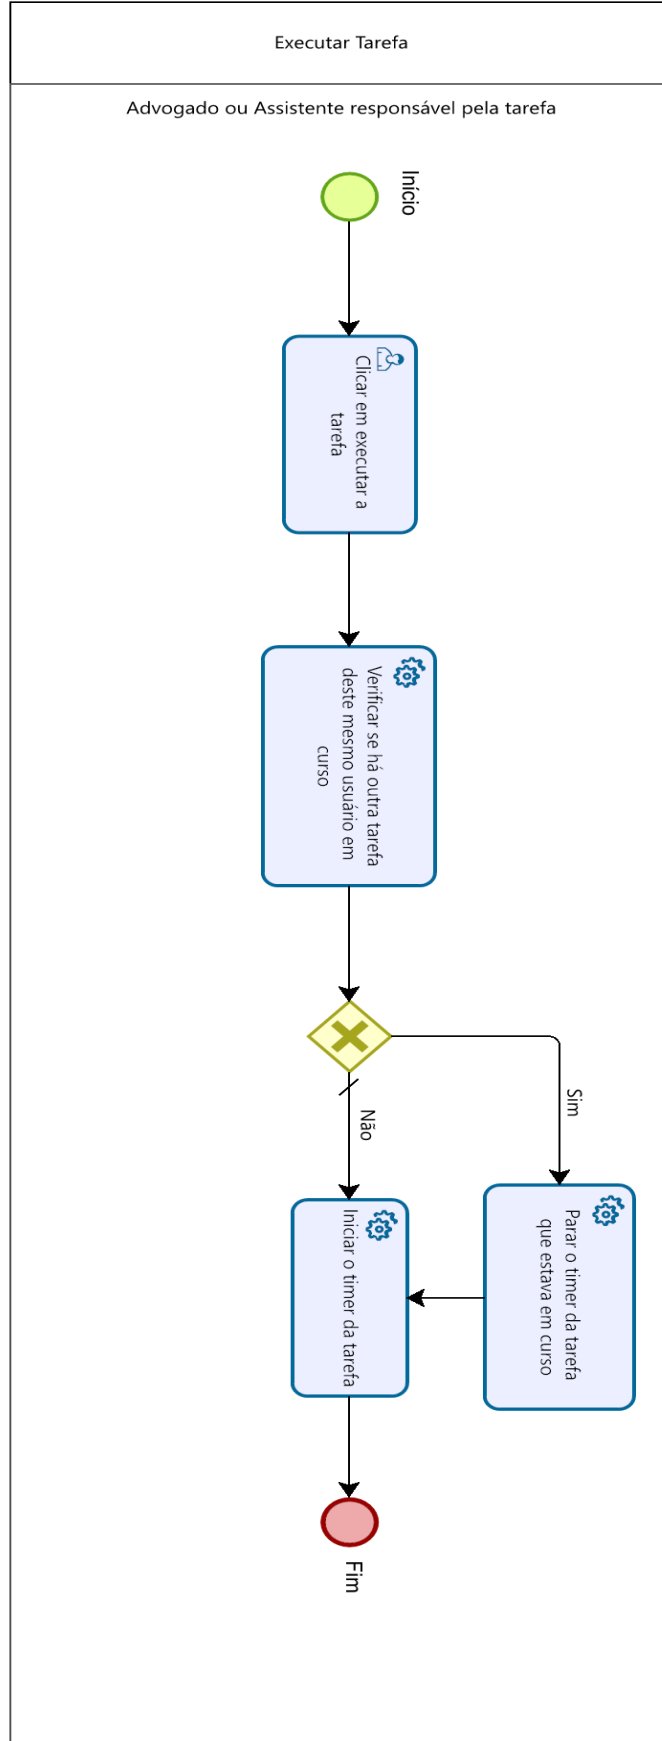 Executar Tarefa
Advogado ou Assistente responsável pela tarefa
Início
Clicar em executar a
tarefa
Verificar se há outra tarefa
deste mesmo usuário em
curso
Sim
Não
Parar o timer da tarefa
que estava em curso
Iniciar o timer da tarefa
Fim